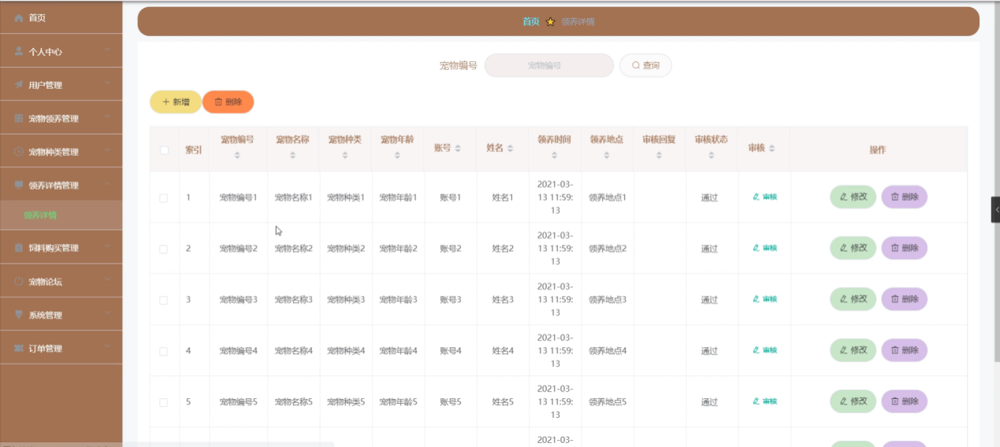 首页
个人中心
用户管理
宠物领养管理
宠物种类管理
领养详情管理
领养详情
饲料购买管理
宠物论坛
系统管理
订单管理
首页 领养详情
宠物编号 宠物编号 查询
新增 删除
索引 宠物编号 宠物名称 宠物种类 宠物年龄 账号 姓名 领养时间 领养地点 审核回复 审核状态 审核 操作
1 宠物编号1 宠物名称1 宠物种类1 宠物年龄1 账号1 姓名1 2021-03-13 11:59:13 领养地点1 通过 审核 修改 删除
2 宠物编号2 宠物名称2 宠物种类2 宠物年龄2 账号2 姓名2 2021-03-13 11:59:13 领养地点2 通过 审核 修改 删除
3 宠物编号3 宠物名称3 宠物种类3 宠物年龄3 账号3 姓名3 2021-03-13 11:59:13 领养地点3 通过 审核 修改 删除
4 宠物编号4 宠物名称4 宠物种类4 宠物年龄4 账号4 姓名4 2021-03-13 11:59:13 领养地点4 通过 审核 修改 删除
5 宠物编号5 宠物名称5 宠物种类5 宠物年龄5 账号5 姓名5 2021-03-13 11:59:13 领养地点5 通过 审核 修改 删除
2021-03-